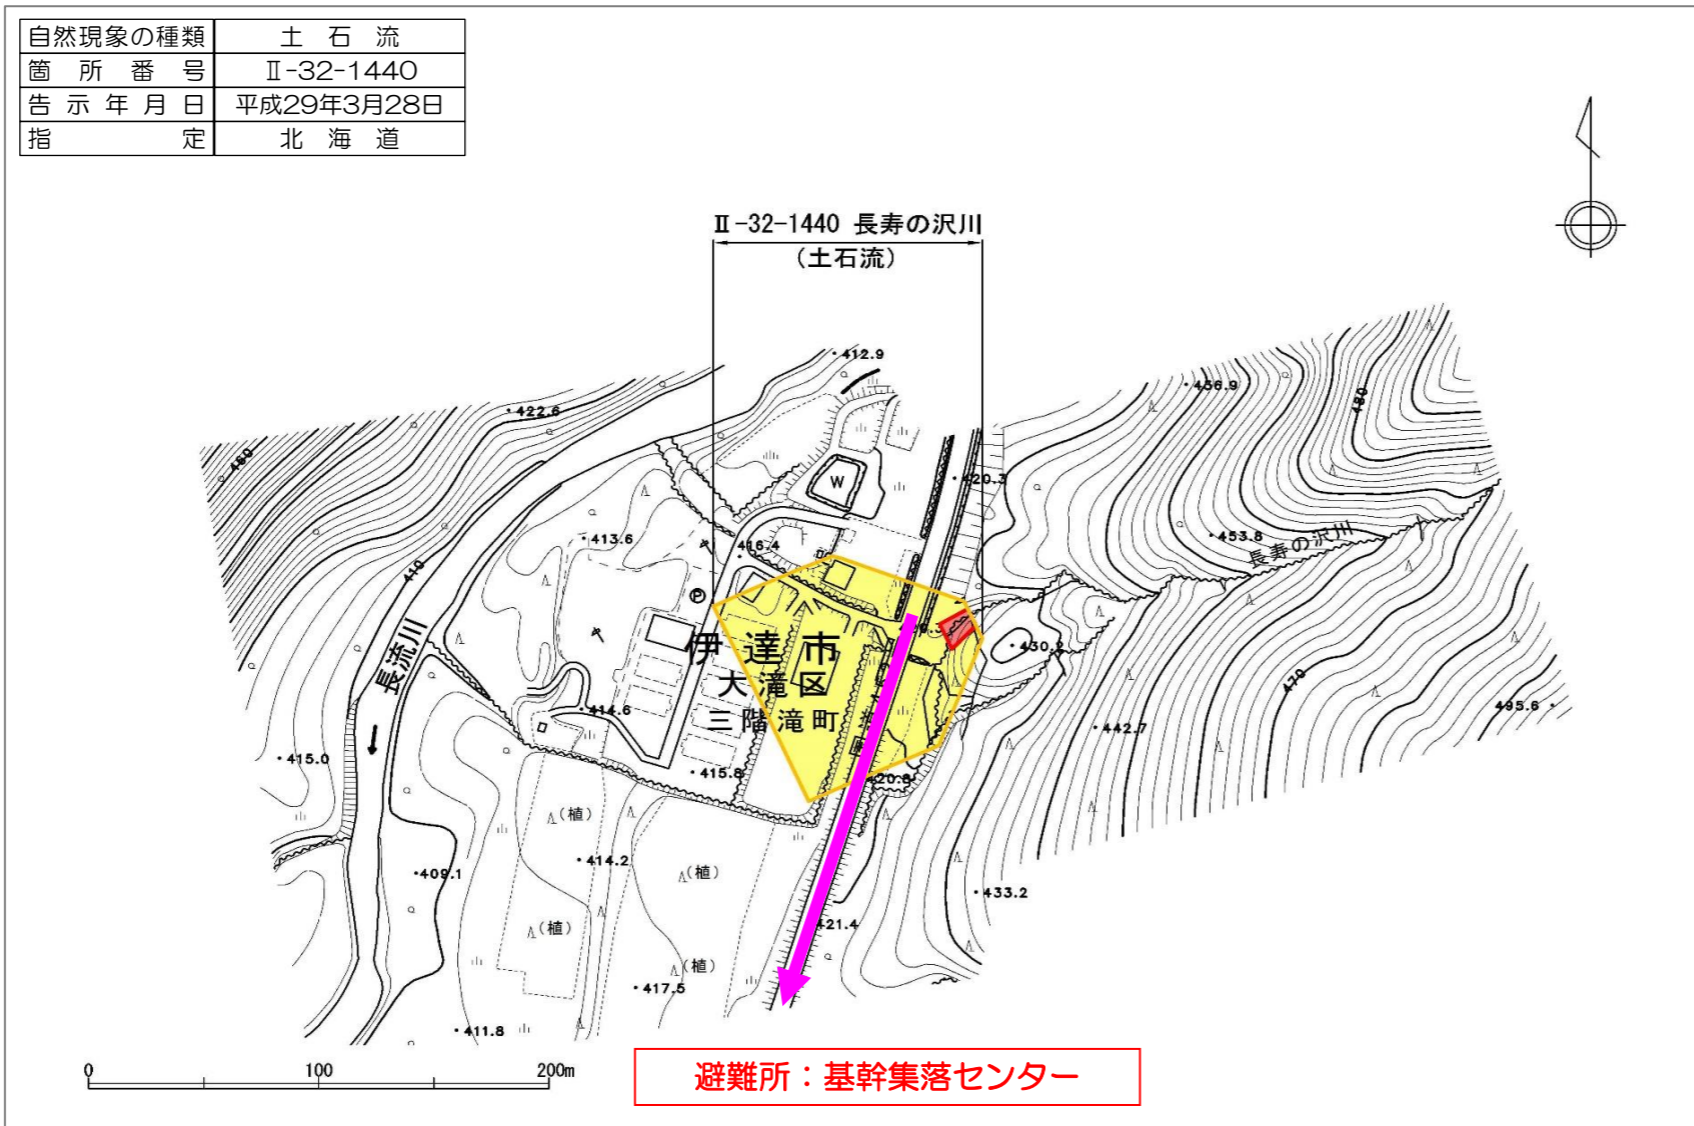 自然現象の種類 土石流
箇所番号 Ⅱ-32-1440
告示年月日 平成29年3月28日
指定 北海道
Ⅱ-32-1440 長寿の沢川
(土石流)
412.9
422.6
456.9
480
460
420.3
W
413.6
416.4
453.8
長寿の沢川
410
P
長流川
伊達市
430.2
大滝区
470
三階滝町
414.6
495.6
442.7
415.0
415.8
420.8
(植)
414.2
(植)
409.1
433.2
421.4
(植)
(植)
417.5
411.8
0 100 200m
避難所：基幹集落センター